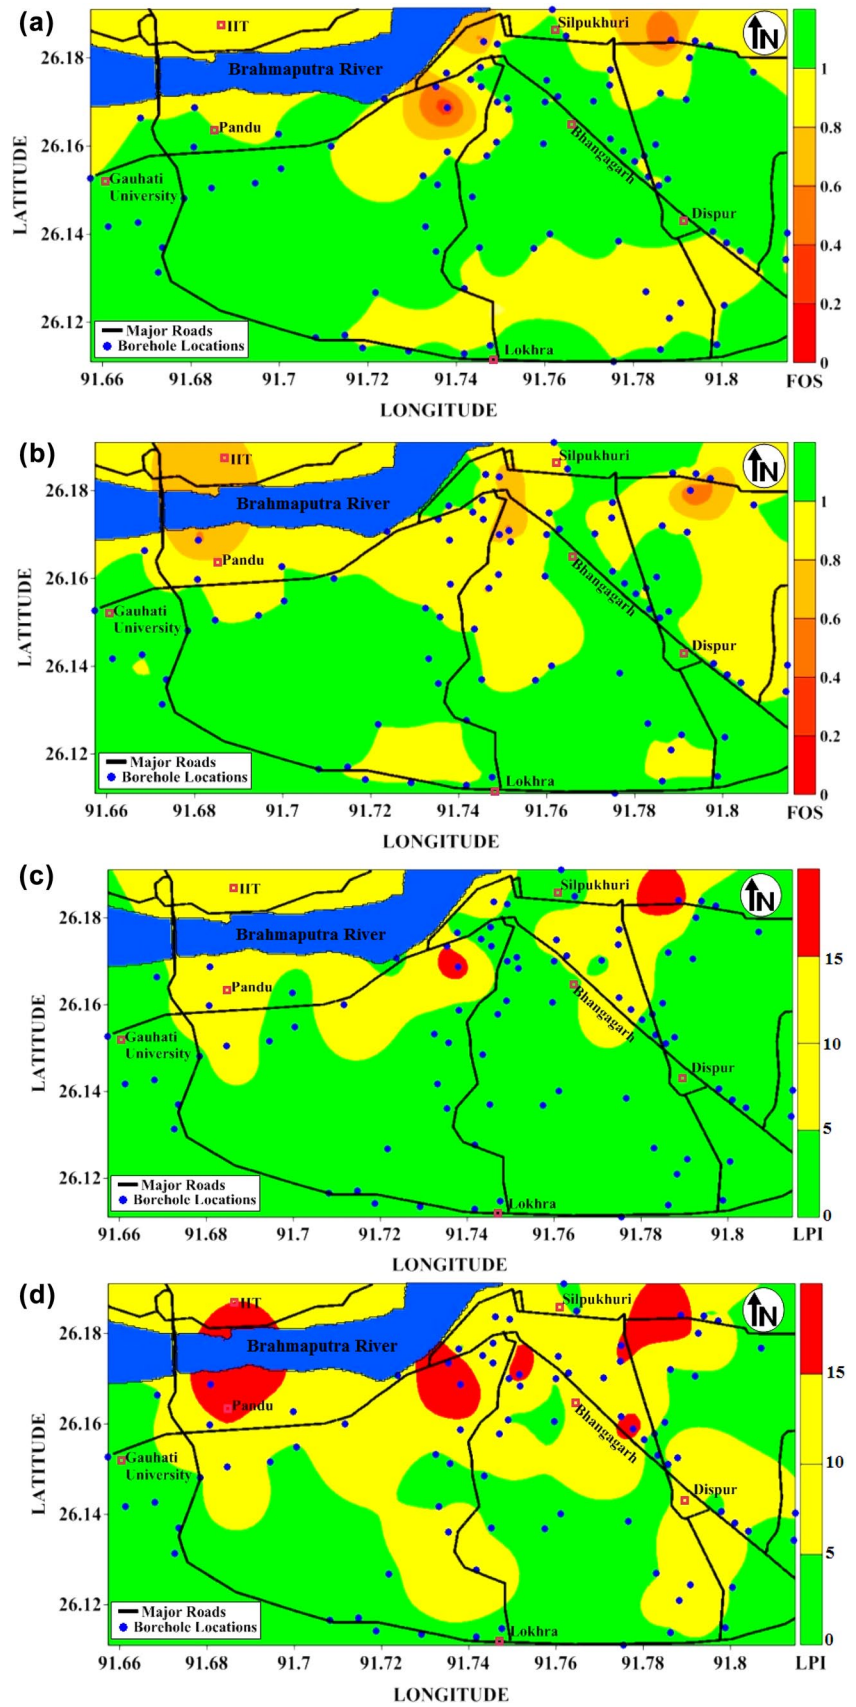 (a)
IIT
Silpukhuri
N
26.18
Brahmaputra River
1
Pandu
Bhangagarh
0.8
26.16
Gauhati
University
0.6
LATITUDE
Dispur
26.14
0.4
0.2
26.12
Major Roads
Borehole Locations
Lokhra
0
91.66 91.68 91.7 91.72 91.74 91.76 91.78 91.8 FOS
LONGITUDE
(b)
IIT
Silpukhuri
N
26.18
Brahmaputra River
1
Pandu
Bhangagarh
0.8
26.16
Gauhati
University
0.6
LATITUDE
Dispur
26.14
0.4
0.2
26.12
Major Roads
Borehole Locations
Lokhra
0
91.66 91.68 91.7 91.72 91.74 91.76 91.78 91.8 FOS
LONGITUDE
(c)
IIT
Silpukhuri
N
26.18
Brahmaputra River
15
Pandu
Bhangagarh
26.16
Gauhati
University
10
LATITUDE
Dispur
26.14
5
26.12
Major Roads
Borehole Locations
Lokhra
0
91.66 91.68 91.7 91.72 91.74 91.76 91.78 91.8 LPI
LONGITUDE
(d)
IIT
Silpukhuri
N
26.18
Brahmaputra River
15
Pandu
Bhangagarh
26.16
Gauhati
University
10
LATITUDE
Dispur
26.14
5
26.12
Major Roads
Borehole Locations
Lokhra
0
91.66 91.68 91.7 91.72 91.74 91.76 91.78 91.8 LPI
LONGITUDE